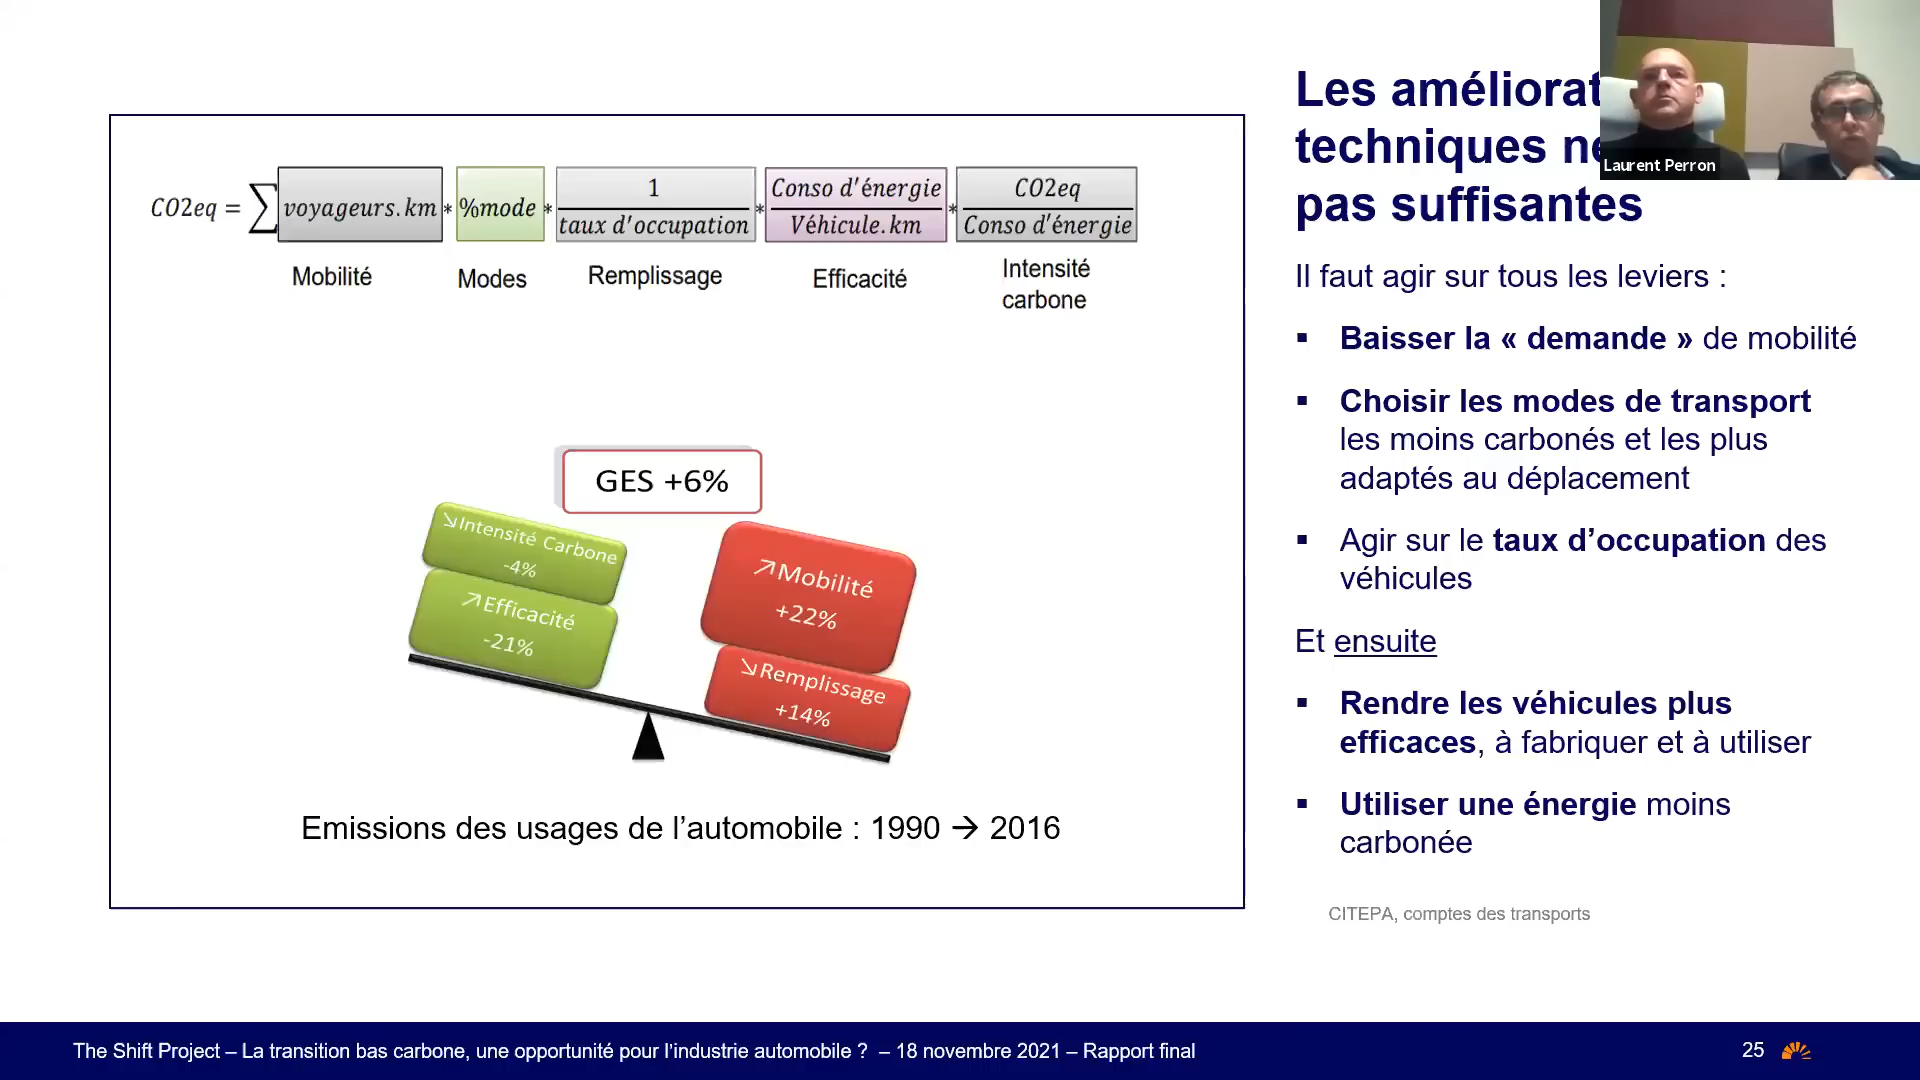 Les améliorat
techniques ne
pas suffisantes
Laurent Perron
CO2eq = ∑ voyageurs.km * %mode * 1 / taux d'occupation * Conso d'énergie / Véhicule.km * CO2eq / Conso d'énergie
Mobilité Modes Remplissage Efficacité Intensité
carbone
GES +6%
↘Intensité Carbone
-4%
↗Efficacité
-21%
↗Mobilité
+22%
↘Remplissage
+14%
Emissions des usages de l’automobile : 1990 → 2016
Il faut agir sur tous les leviers :
▪ Baisser la « demande » de mobilité
▪ Choisir les modes de transport
les moins carbonés et les plus
adaptés au déplacement
▪ Agir sur le taux d’occupation des
véhicules
Et ensuite
▪ Rendre les véhicules plus
efficaces, à fabriquer et à utiliser
▪ Utiliser une énergie moins
carbonée
CITEPA, comptes des transports
The Shift Project – La transition bas carbone, une opportunité pour l’industrie automobile ? – 18 novembre 2021 – Rapport final
25